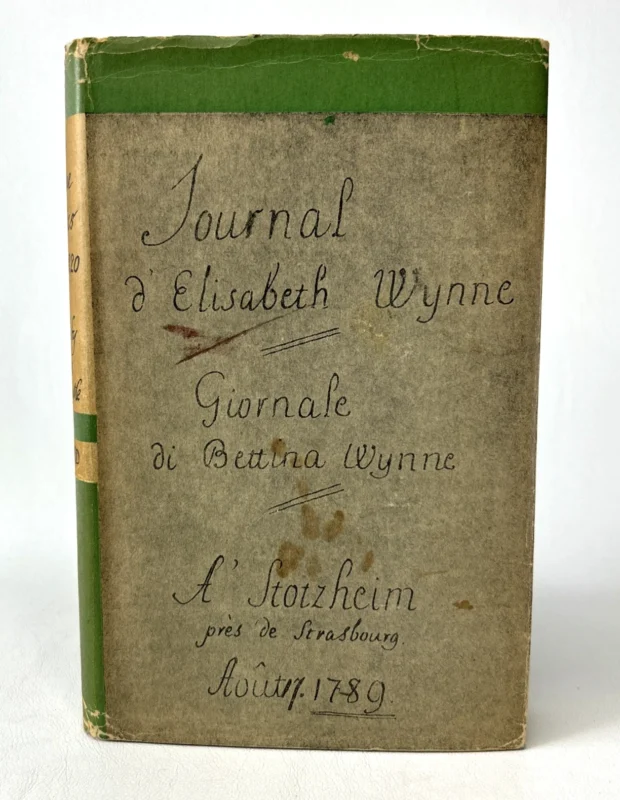 Journal
d'Elisabeth Wynne
Giornale
di Bettina Wynne
A' Stotzheim
près de Strasbourg.
Août 17. 1789